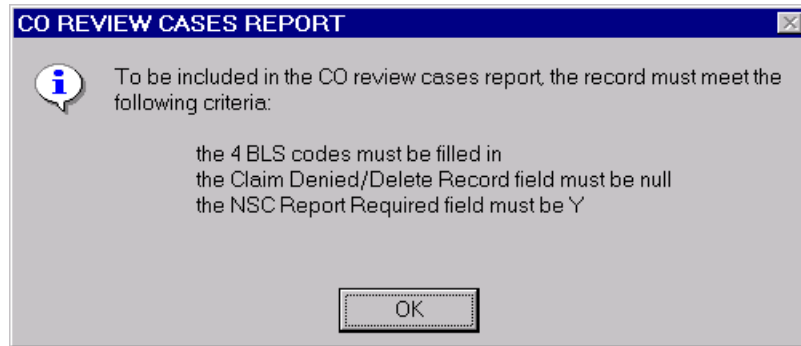 CO REVIEW CASES REPORT
To be included in the CO review cases report, the record must meet the
following criteria:
the 4 BLS codes must be filled in
the Claim Denied/Delete Record field must be null
the NSC Report Required field must be Y
OK